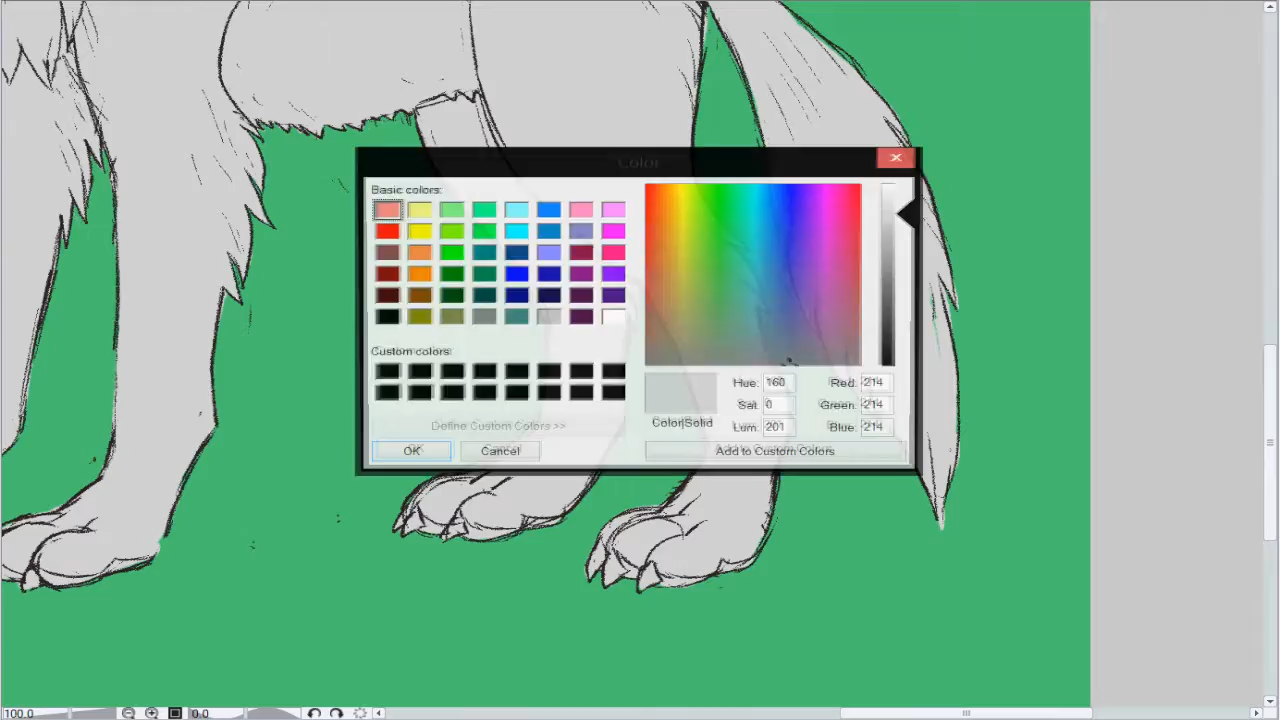 Color
Basic colors:
Custom colors:
Define Custom Colors >>
OK Cancel
Color|Solid
Hue: 160 Red: 214
Sat: 0 Green: 214
Lum: 201 Blue: 214
Add to Custom Colors
100.0 0.0